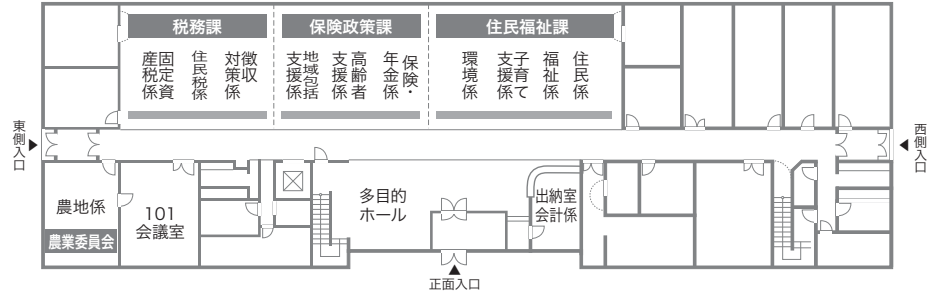 税務課
保険政策課
住民福祉課
固定資
産税係
住民税係
徴収
対策係
地域包括
支援係
高齢者
支援係
保険・
年金係
環境係
子育て
支援係
福祉係
住民係
東側入口
西側入口
農地係
農業委員会
101
会議室
多目的
ホール
出納室
会計係
正面入口